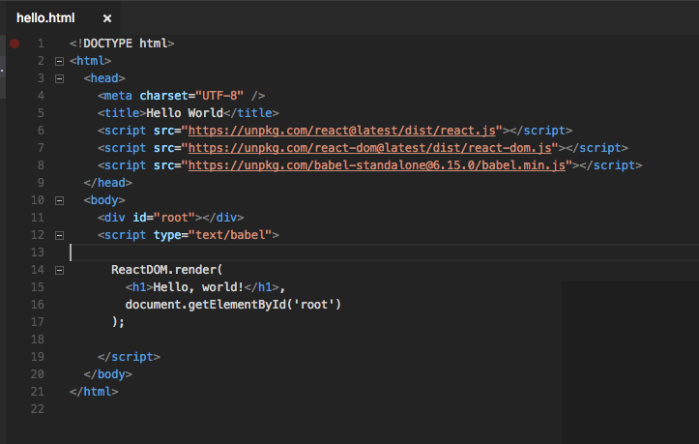 hello.html ×
1 <!DOCTYPE html>
2 <html>
3 <head>
4 <meta charset="UTF-8" />
5 <title>Hello World</title>
6 <script src="https://unpkg.com/react@latest/dist/react.js"></script>
7 <script src="https://unpkg.com/react-dom@latest/dist/react-dom.js"></script>
8 <script src="https://unpkg.com/babel-standalone@6.15.0/babel.min.js"></script>
9 </head>
10 <body>
11 <div id="root"></div>
12 <script type="text/babel">
13
14 ReactDOM.render(
15 <h1>Hello, world!</h1>,
16 document.getElementById('root')
17 );
18
19 </script>
20 </body>
21 </html>
22